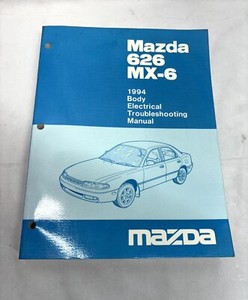 Mazda
626
MX-6
1994
Body
Electrical
Troubleshooting
Manual
mazda